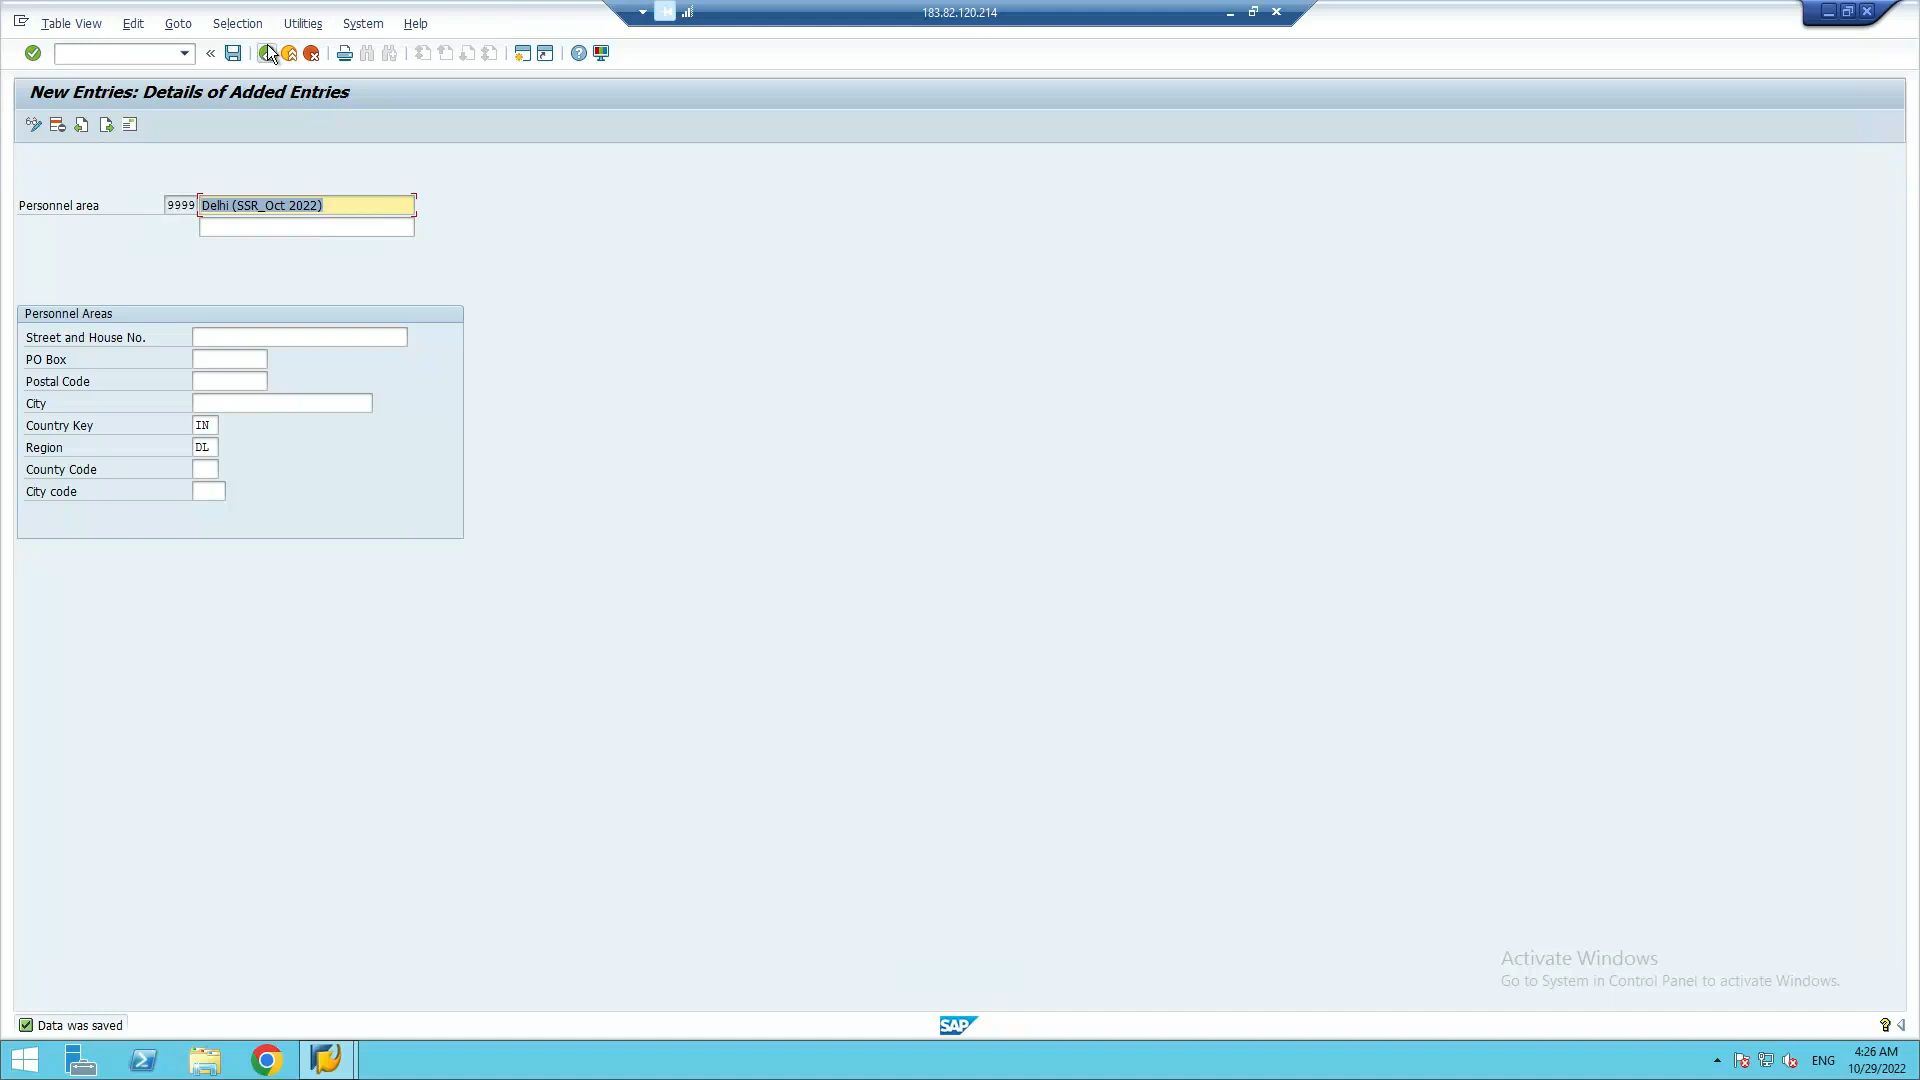 183.82.120.214
Table View Edit Goto Selection Utilities System Help
New Entries: Details of Added Entries
Personnel area 9999 Delhi (SSR_Oct 2022)
Personnel Areas
Street and House No.
PO Box
Postal Code
City
Country Key IN
Region DL
County Code
City code
Activate Windows
Go to System in Control Panel to activate Windows.
Data was saved
SAP
ENG
4:26 AM
10/29/2022